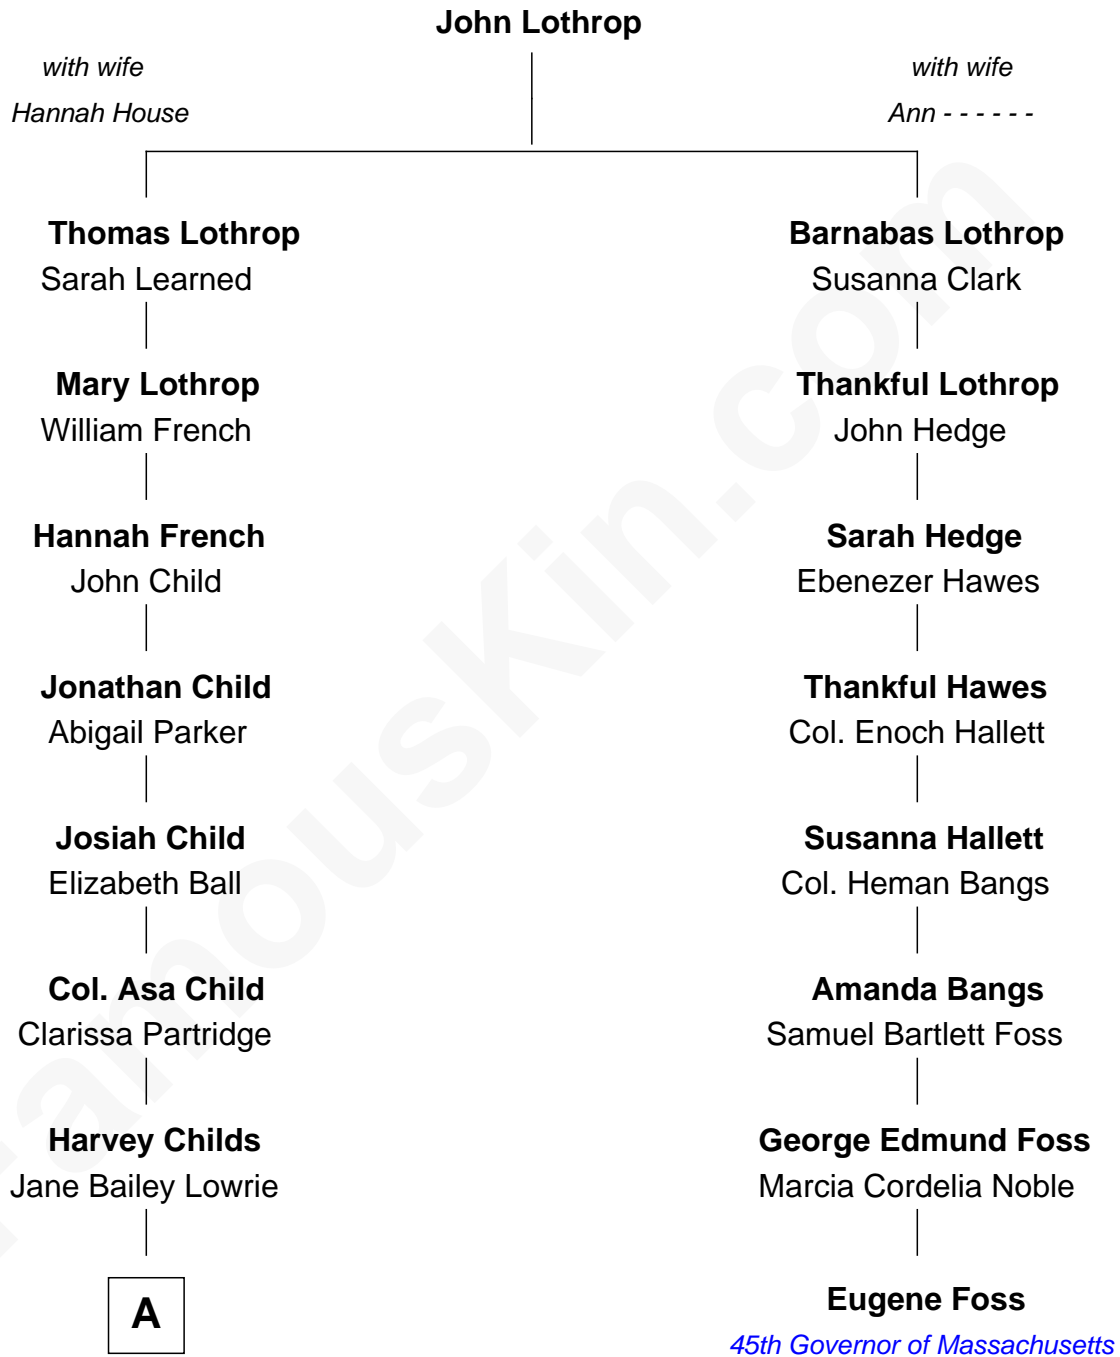 John Lothrop
with wife
Hannah House
with wife
Ann - - - - - -
Thomas Lothrop
Sarah Learned
Barnabas Lothrop
Susanna Clark
Mary Lothrop
William French
Thankful Lothrop
John Hedge
Hannah French
John Child
Sarah Hedge
Ebenezer Hawes
Jonathan Child
Abigail Parker
Thankful Hawes
Col. Enoch Hallett
Josiah Child
Elizabeth Ball
Susanna Hallett
Col. Heman Bangs
Col. Asa Child
Clarissa Partridge
Amanda Bangs
Samuel Bartlett Foss
Harvey Childs
Jane Bailey Lowrie
George Edmund Foss
Marcia Cordelia Noble
A
Eugene Foss
45th Governor of Massachusetts
FamousKin.com